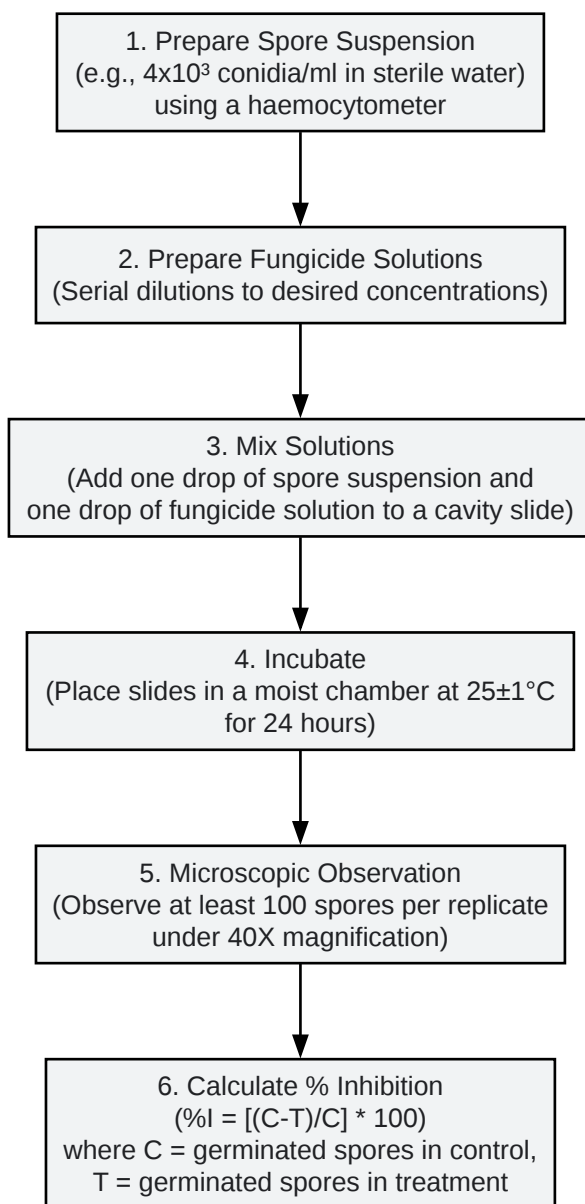 1. Prepare Spore Suspension
(e.g., 4x10³ conidia/ml in sterile water)
using a haemocytometer
2. Prepare Fungicide Solutions
(Serial dilutions to desired concentrations)
3. Mix Solutions
(Add one drop of spore suspension and
one drop of fungicide solution to a cavity slide)
4. Incubate
(Place slides in a moist chamber at 25±1°C
for 24 hours)
5. Microscopic Observation
(Observe at least 100 spores per replicate
under 40X magnification)
6. Calculate % Inhibition
(%I = [(C-T)/C] * 100)
where C = germinated spores in control,
T = germinated spores in treatment